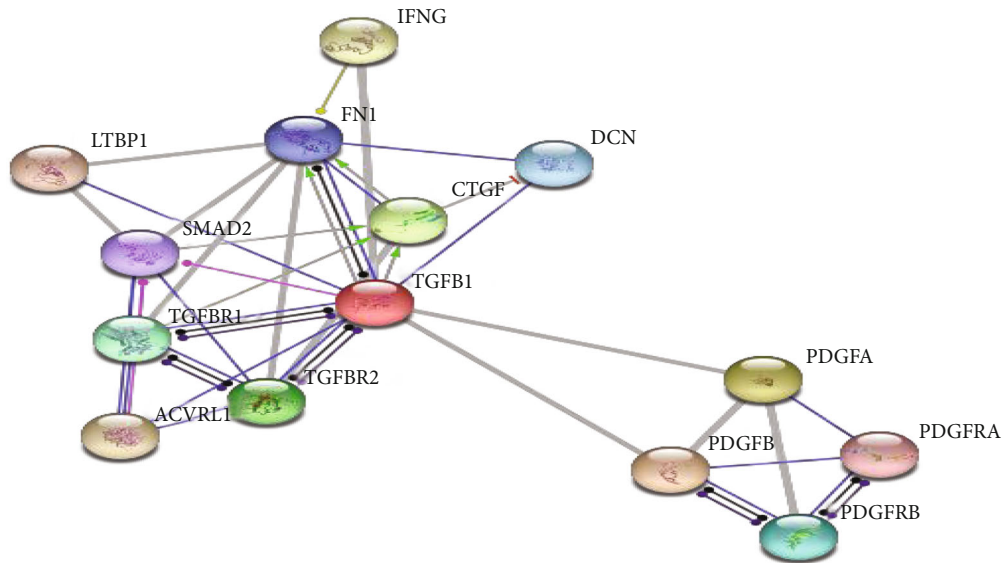 IFNG
FN1
LTBP1
DCN
CTGF
SMAD2
TGFB1
TGFBR1
PDGFA
TGFBR2
ACVRL1
PDGFB
PDGFRA
PDGFRB